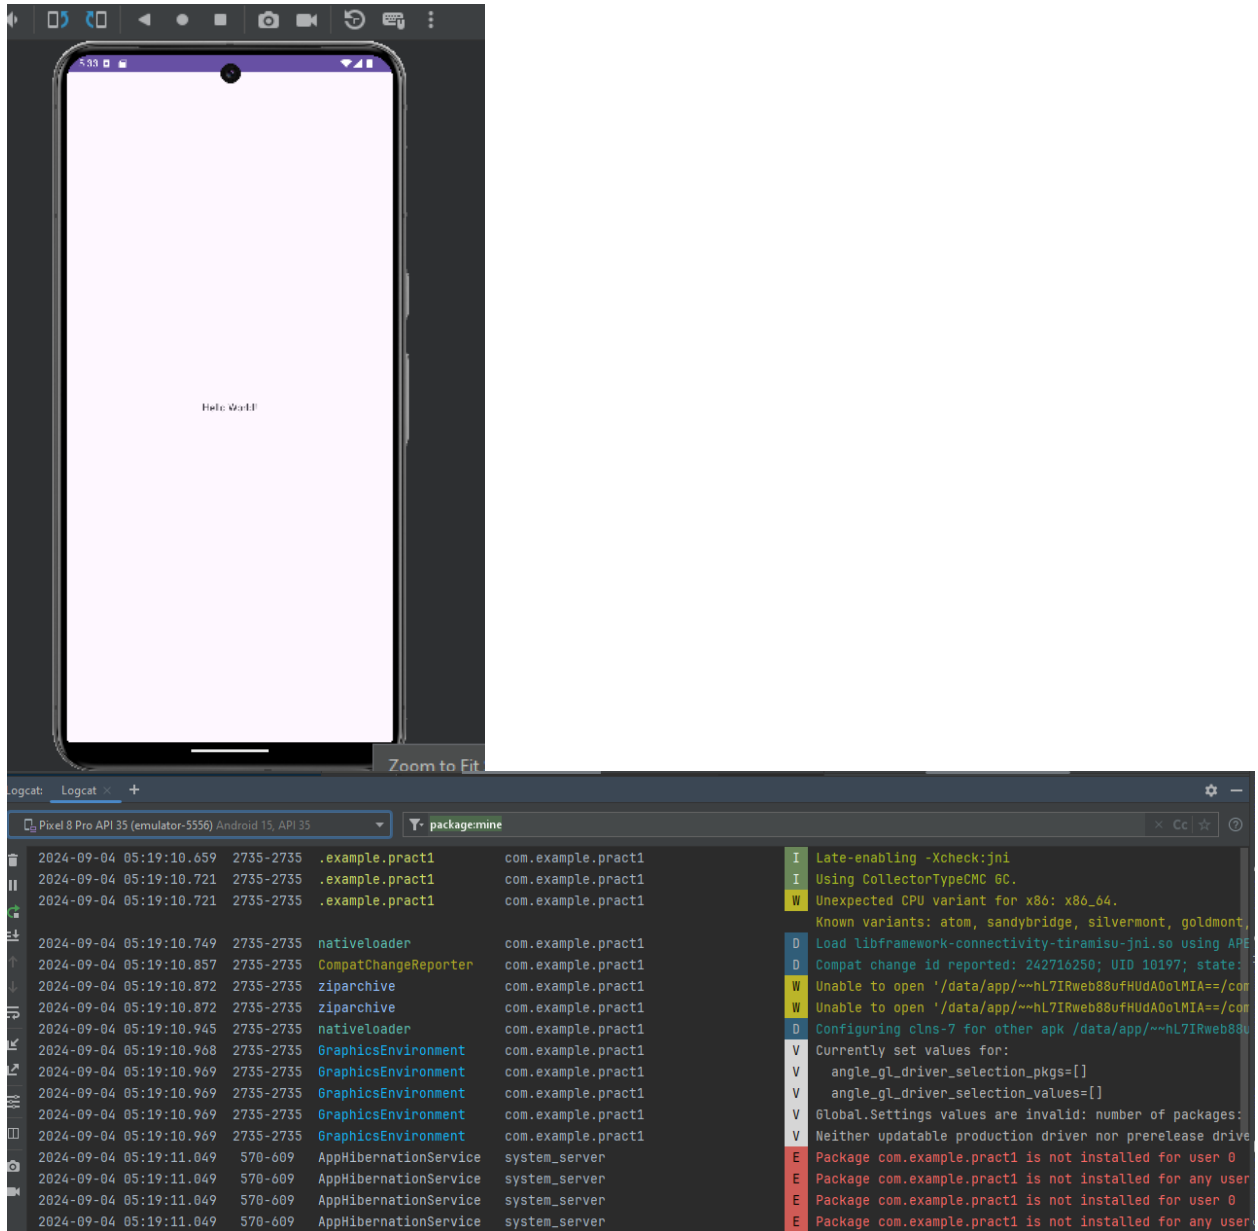 5:33
Hello World!
Zoom to Fit
Logcat: Logcat
Pixel 8 Pro API 35 (emulator-5556) Android 15, API 35 package:mine Cc
2024-09-04 05:19:10.659 2735-2735 .example.pract1 com.example.pract1 I Late-enabling -Xcheck:jni
2024-09-04 05:19:10.721 2735-2735 .example.pract1 com.example.pract1 I Using CollectorTypeCMC GC.
2024-09-04 05:19:10.721 2735-2735 .example.pract1 com.example.pract1 W Unexpected CPU variant for x86: x86_64.
Known variants: atom, sandybridge, silvermont, goldmont,
2024-09-04 05:19:10.749 2735-2735 nativeloader com.example.pract1 D Load libframework-connectivity-tiramisu-jni.so using APE
2024-09-04 05:19:10.857 2735-2735 CompatChangeReporter com.example.pract1 D Compat change id reported: 242716250; UID 10197; state:
2024-09-04 05:19:10.872 2735-2735 ziparchive com.example.pract1 W Unable to open '/data/app/~~hL7IRweb88ufHUdAOolMIA==/com
2024-09-04 05:19:10.872 2735-2735 ziparchive com.example.pract1 W Unable to open '/data/app/~~hL7IRweb88ufHUdAOolMIA==/com
2024-09-04 05:19:10.945 2735-2735 nativeloader com.example.pract1 D Configuring clns-7 for other apk /data/app/~~hL7IRweb88u
2024-09-04 05:19:10.968 2735-2735 GraphicsEnvironment com.example.pract1 V Currently set values for:
2024-09-04 05:19:10.969 2735-2735 GraphicsEnvironment com.example.pract1 V angle_gl_driver_selection_pkgs=[]
2024-09-04 05:19:10.969 2735-2735 GraphicsEnvironment com.example.pract1 V angle_gl_driver_selection_values=[]
2024-09-04 05:19:10.969 2735-2735 GraphicsEnvironment com.example.pract1 V Global.Settings values are invalid: number of packages:
2024-09-04 05:19:10.969 2735-2735 GraphicsEnvironment com.example.pract1 V Neither updatable production driver nor prerelease drive
2024-09-04 05:19:11.049 570-609 AppHibernationService system_server E Package com.example.pract1 is not installed for user 0
2024-09-04 05:19:11.049 570-609 AppHibernationService system_server E Package com.example.pract1 is not installed for any user
2024-09-04 05:19:11.049 570-609 AppHibernationService system_server E Package com.example.pract1 is not installed for user 0
2024-09-04 05:19:11.049 570-609 AppHibernationService system_server E Package com.example.pract1 is not installed for any user